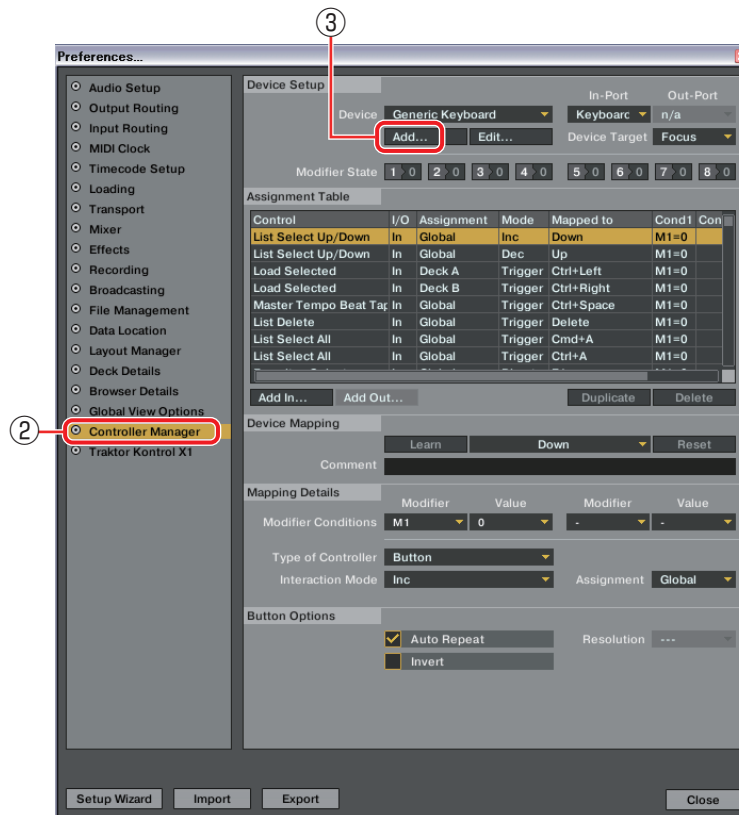 ③
Preferences...
Audio Setup
Output Routing
Input Routing
MIDI Clock
Timecode Setup
Loading
Transport
Mixer
Effects
Recording
Broadcasting
File Management
Data Location
Layout Manager
Deck Details
Browser Details
Global View Options
② Controller Manager
Traktor Kontrol X1
Device Setup
In-Port Out-Port
Device Generic Keyboard Keyboarc n/a
Add... Edit... Device Target Focus
Modifier State 1 0 2 0 3 0 4 0 5 0 6 0 7 0 8 0
Assignment Table
Control I/O Assignment Mode Mapped to Cond1 Con
List Select Up/Down In Global Inc Down M1=0
List Select Up/Down In Global Dec Up M1=0
Load Selected In Deck A Trigger Ctrl+Left M1=0
Load Selected In Deck B Trigger Ctrl+Right M1=0
Master Tempo Beat Tap In Global Trigger Ctrl+Space M1=0
List Delete In Global Trigger Delete M1=0
List Select All In Global Trigger Cmd+A M1=0
List Select All In Global Trigger Ctrl+A M1=0
Add In... Add Out... Duplicate Delete
Device Mapping
Learn Down Reset
Comment
Mapping Details
Modifier Value Modifier Value
Modifier Conditions M1 0 - -
Type of Controller Button
Interaction Mode Inc Assignment Global
Button Options
Auto Repeat Resolution ---
Invert
Setup Wizard Import Export Close